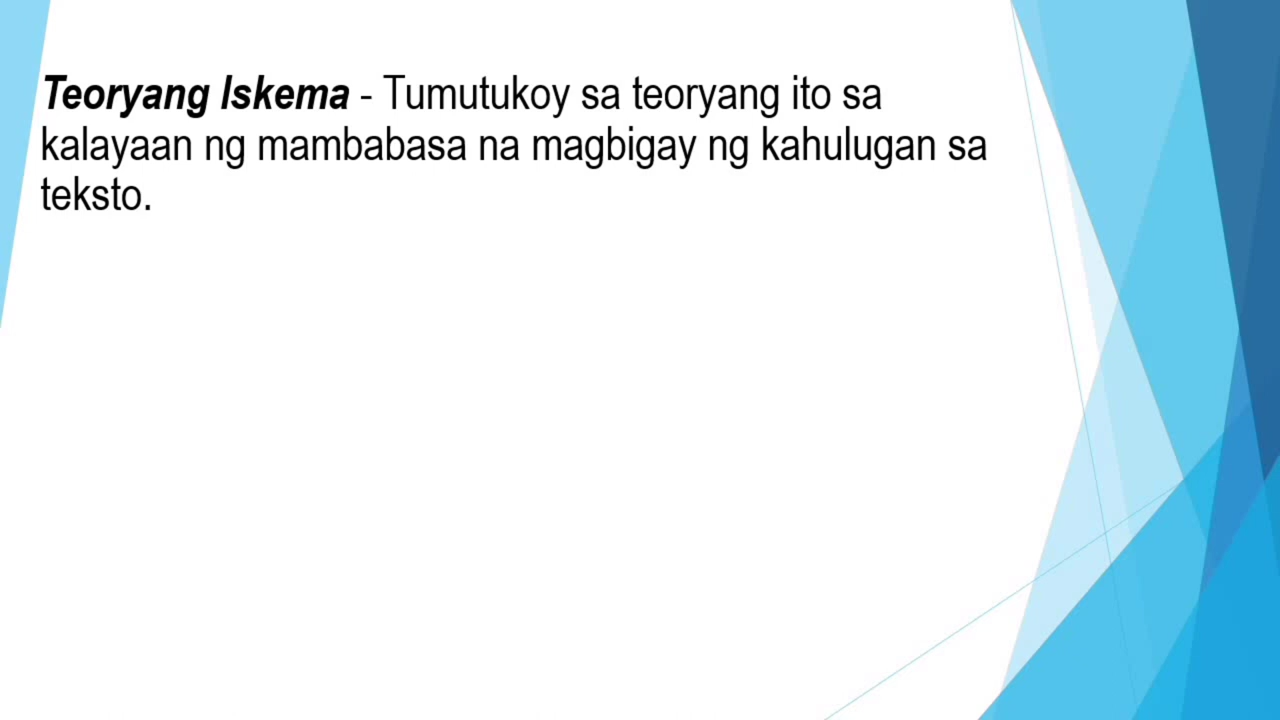 Teoryang Iskema - Tumutukoy sa teoryang ito sa
kalayaan ng mambabasa na magbigay ng kahulugan sa
teksto.